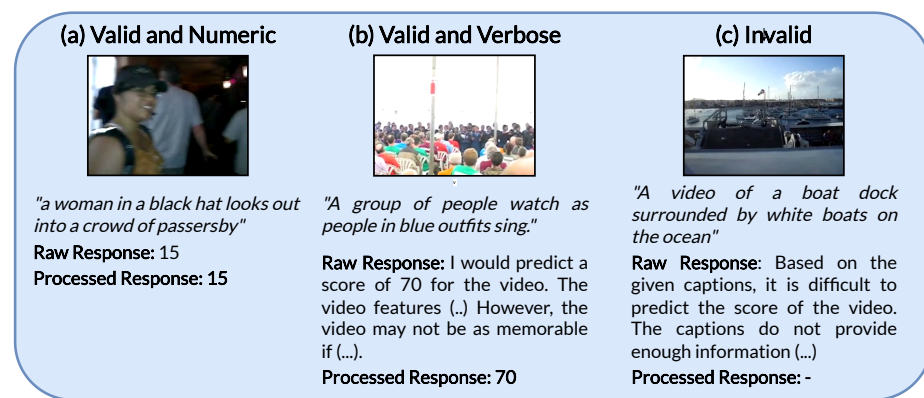 (a) Valid and Numeric
"a woman in a black hat looks out
into a crowd of passersby"
Raw Response: 15
Processed Response: 15
(b) Valid and Verbose
"A group of people watch as
people in blue outfits sing."
Raw Response: I would predict a
score of 70 for the video. The
video features (..) However, the
video may not be as memorable
if (...).
Processed Response: 70
(c) Invalid
"A video of a boat dock
surrounded by white boats on
the ocean"
Raw Response: Based on the
given captions, it is difficult to
predict the score of the video.
The captions do not provide
enough information (...)
Processed Response: -